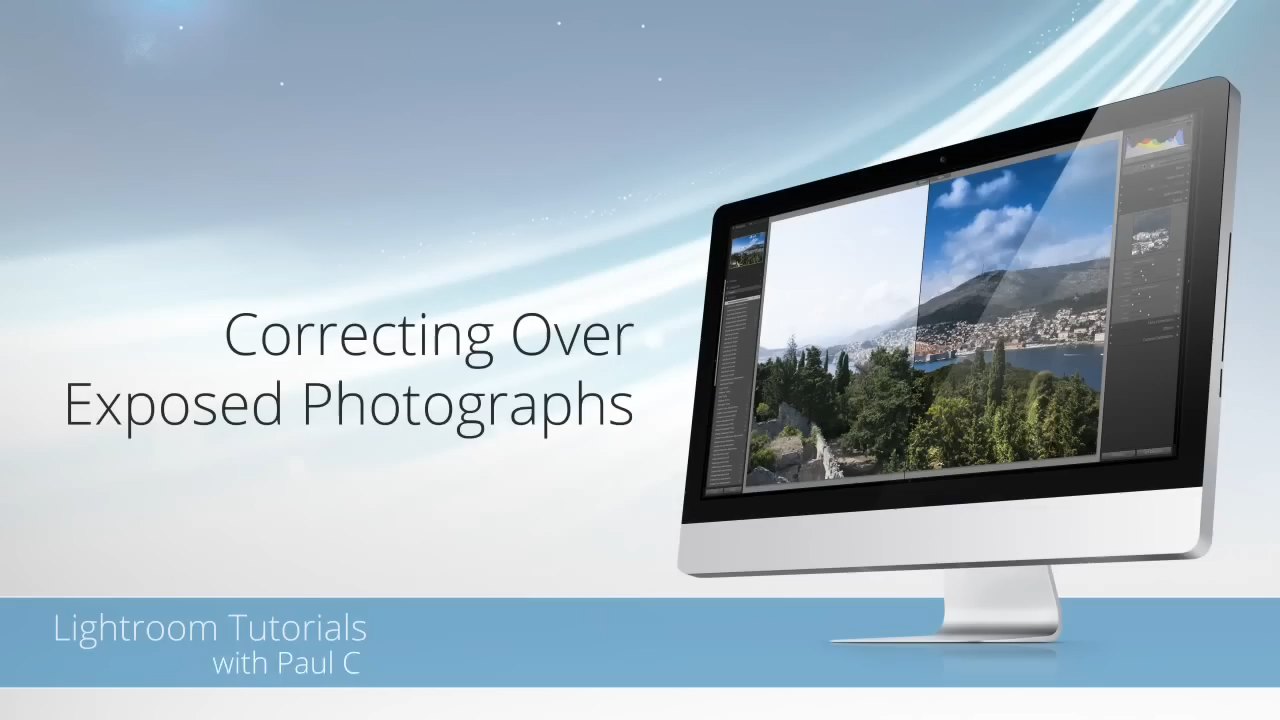 Correcting Over
Exposed Photographs
Lightroom Tutorials
with Paul C